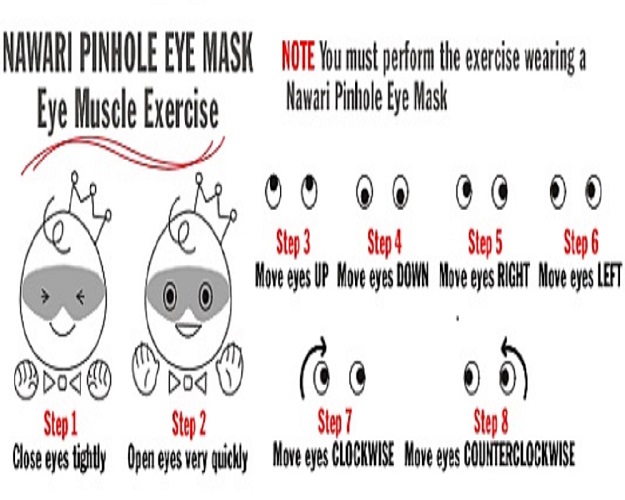 NAWARI PINHOLE EYE MASK
Eye Muscle Exercise
NOTE You must perform the exercise wearing a
Nawari Pinhole Eye Mask
Step 1
Close eyes tightly
Step 2
Open eyes very quickly
Step 3
Move eyes UP
Step 4
Move eyes DOWN
Step 5
Move eyes RIGHT
Step 6
Move eyes LEFT
Step 7
Move eyes CLOCKWISE
Step 8
Move eyes COUNTERCLOCKWISE